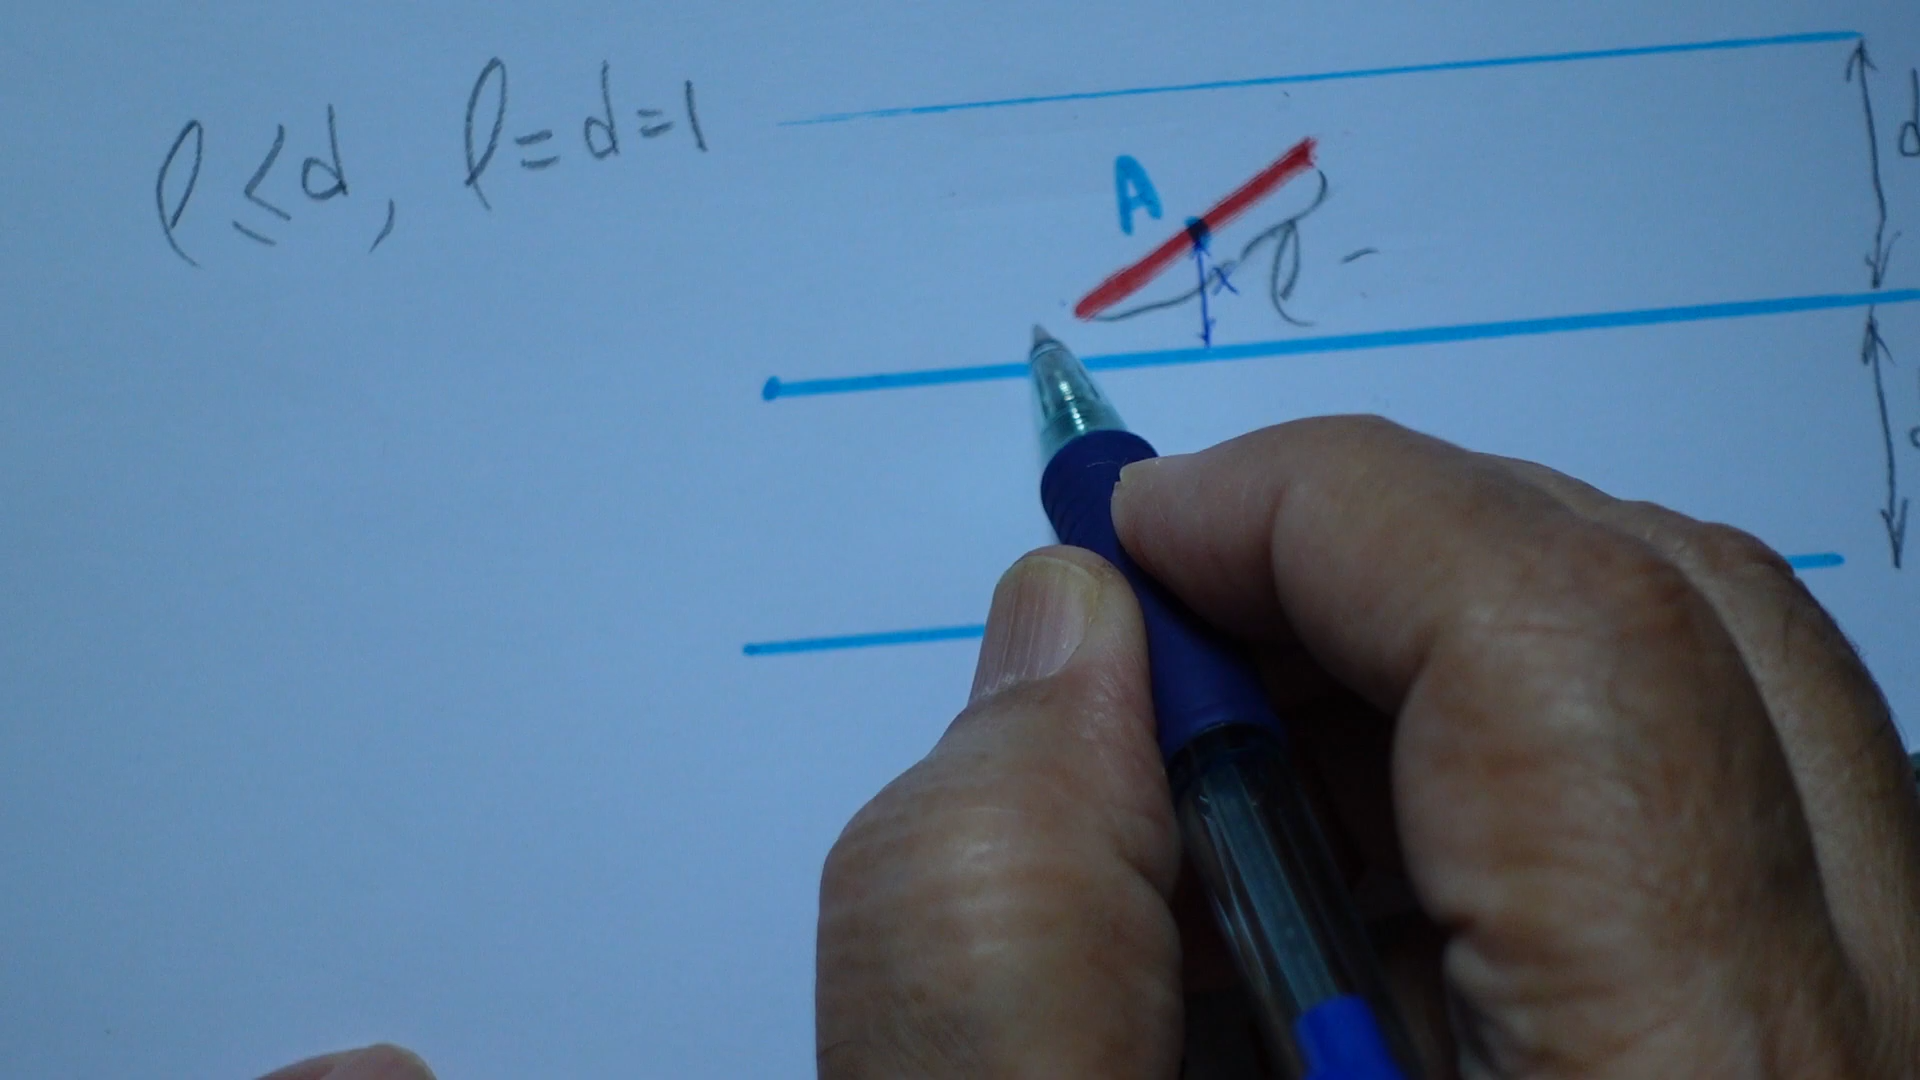 l ≤ d, l = d = 1
d
A
x
l